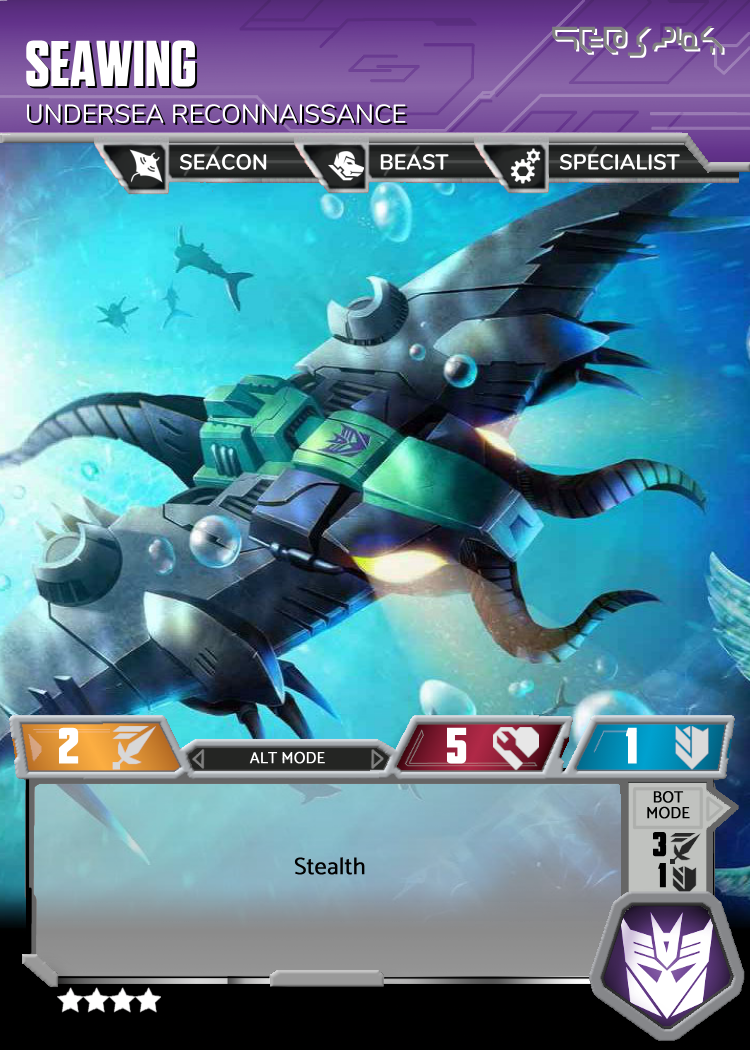 SEAWING
UNDERSEA RECONNAISSANCE
SEACON BEAST SPECIALIST
2 ALT MODE 5 1
BOT
MODE
3
1
Stealth